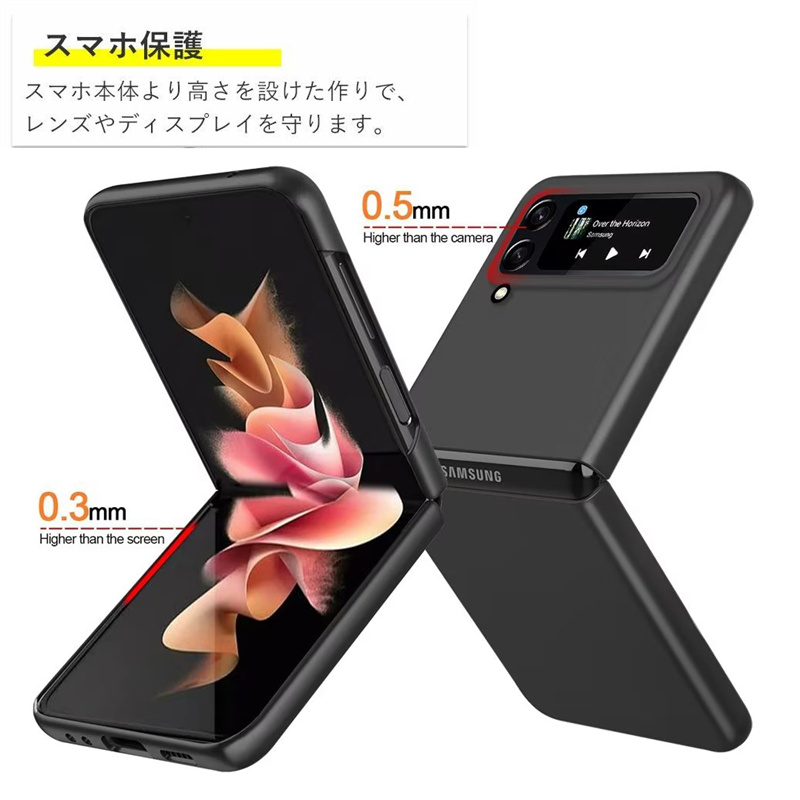 スマホ保護
スマホ本体より高さを設けた作りで、
レンズやディスプレイを守ります。
0.5mm
Higher than the camera
Over the Horizon
Samsung
SAMSUNG
0.3mm
Higher than the screen